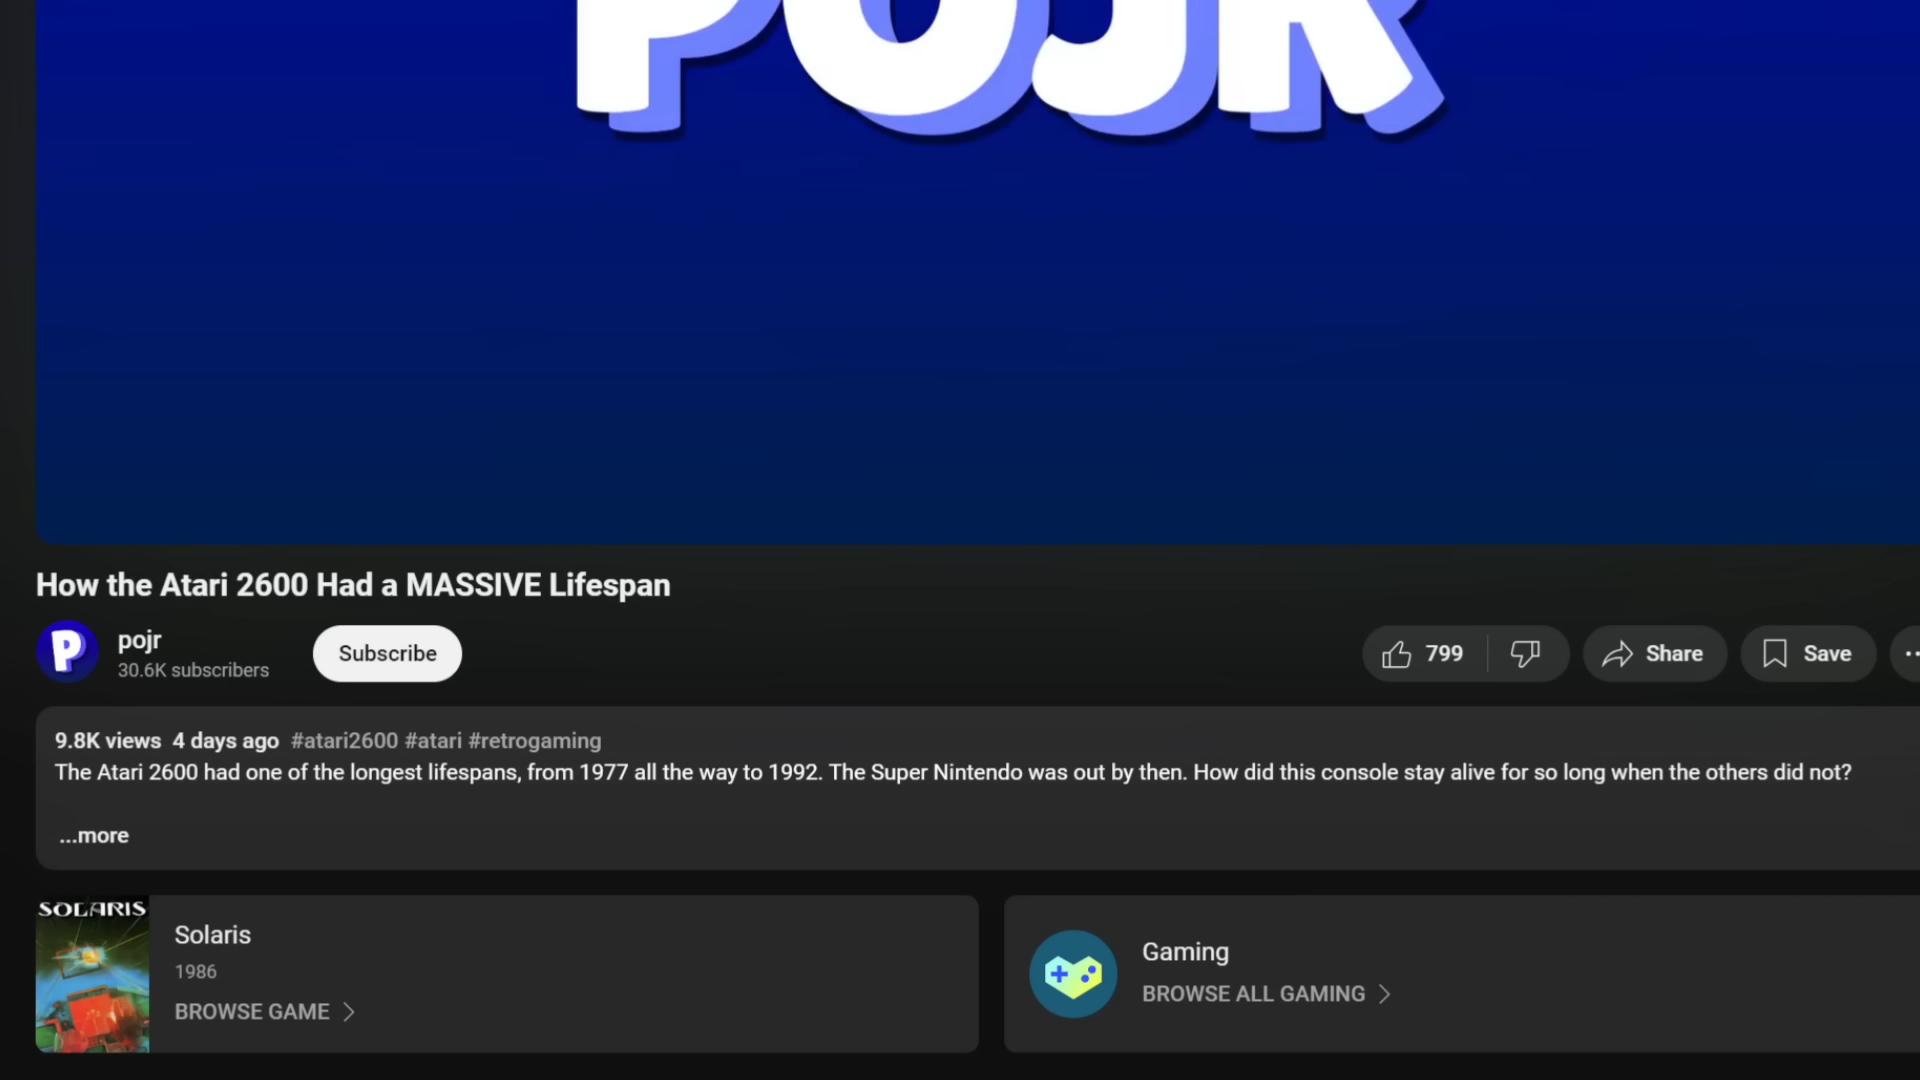 POJR
How the Atari 2600 Had a MASSIVE Lifespan
P
pojr
30.6K subscribers
Subscribe
799
Share
Save
9.8K views 4 days ago #atari2600 #atari #retrogaming
The Atari 2600 had one of the longest lifespans, from 1977 all the way to 1992. The Super Nintendo was out by then. How did this console stay alive for so long when the others did not?
...more
SOLARIS
Solaris
1986
BROWSE GAME
Gaming
BROWSE ALL GAMING